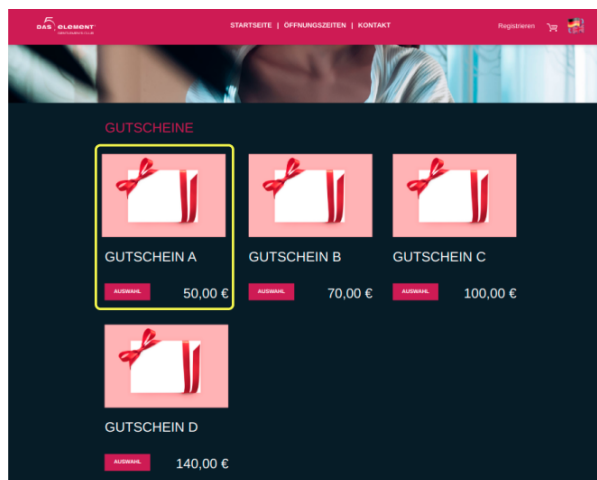 DAS ELEMENT
STARTSEITE | ÖFFNUNGSZEITEN | KONTAKT
Registrieren
GUTSCHEINE
GUTSCHEIN A
AUSWAHL
50,00 €
GUTSCHEIN B
AUSWAHL
70,00 €
GUTSCHEIN C
AUSWAHL
100,00 €
GUTSCHEIN D
AUSWAHL
140,00 €